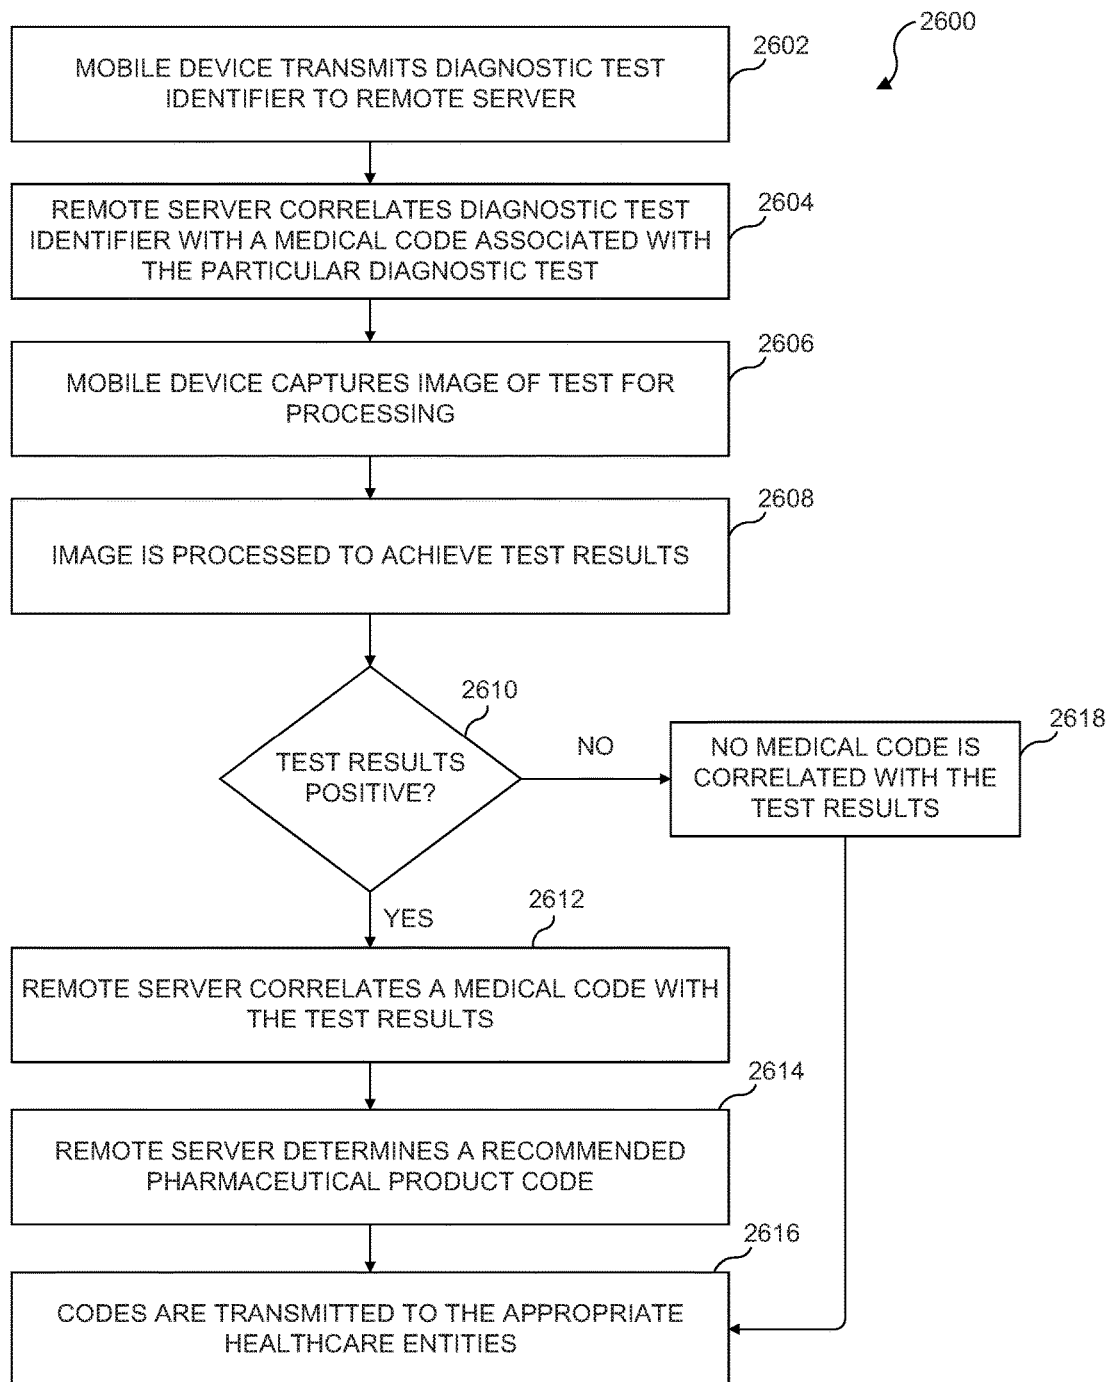 2600
2602
MOBILE DEVICE TRANSMITS DIAGNOSTIC TEST
IDENTIFIER TO REMOTE SERVER
2604
REMOTE SERVER CORRELATES DIAGNOSTIC TEST
IDENTIFIER WITH A MEDICAL CODE ASSOCIATED WITH
THE PARTICULAR DIAGNOSTIC TEST
2606
MOBILE DEVICE CAPTURES IMAGE OF TEST FOR
PROCESSING
2608
IMAGE IS PROCESSED TO ACHIEVE TEST RESULTS
2610
TEST RESULTS
POSITIVE?
NO
2618
NO MEDICAL CODE IS
CORRELATED WITH THE
TEST RESULTS
YES
2612
REMOTE SERVER CORRELATES A MEDICAL CODE WITH
THE TEST RESULTS
2614
REMOTE SERVER DETERMINES A RECOMMENDED
PHARMACEUTICAL PRODUCT CODE
2616
CODES ARE TRANSMITTED TO THE APPROPRIATE
HEALTHCARE ENTITIES